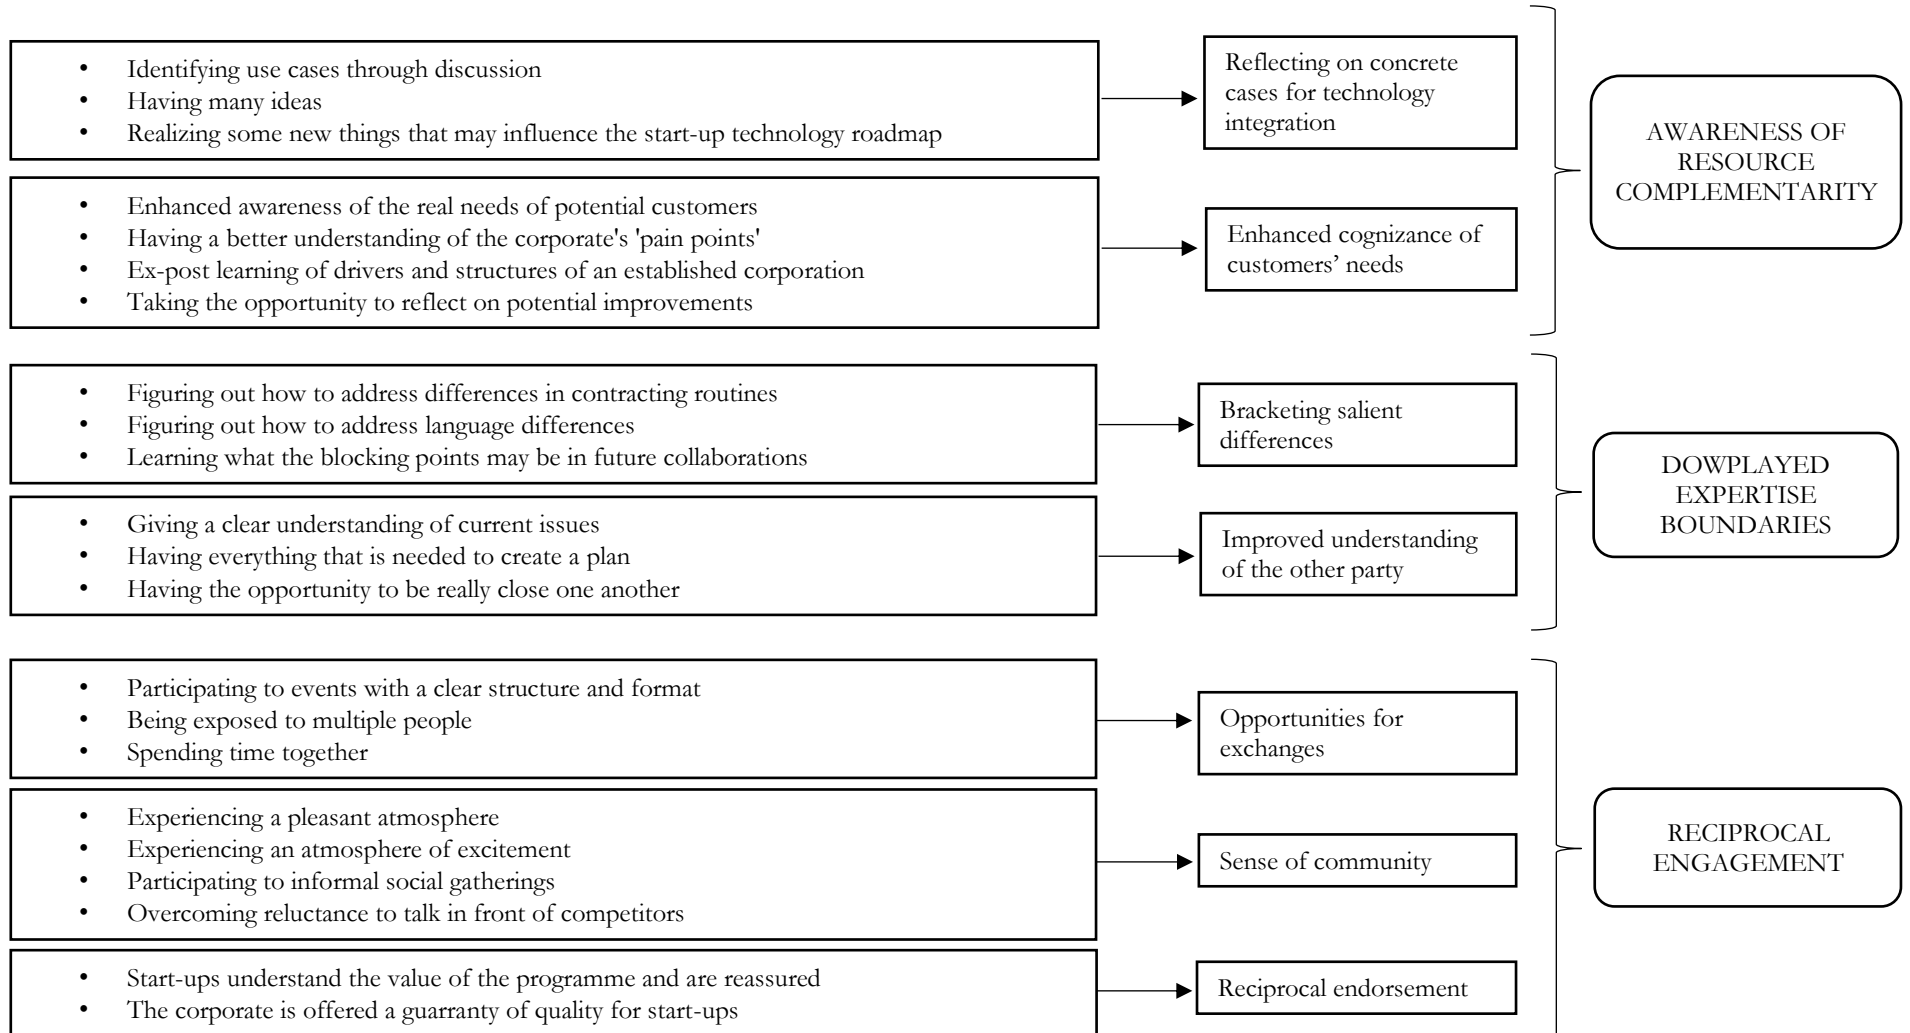 • Identifying use cases through discussion
• Having many ideas
• Realizing some new things that may influence the start-up technology roadmap
Reflecting on concrete
cases for technology
integration
• Enhanced awareness of the real needs of potential customers
• Having a better understanding of the corporate's 'pain points'
• Ex-post learning of drivers and structures of an established corporation
• Taking the opportunity to reflect on potential improvements
Enhanced cognizance of
customers’ needs
AWARENESS OF
RESOURCE
COMPLEMENTARITY
• Figuring out how to address differences in contracting routines
• Figuring out how to address language differences
• Learning what the blocking points may be in future collaborations
Bracketing salient
differences
• Giving a clear understanding of current issues
• Having everything that is needed to create a plan
• Having the opportunity to be really close one another
Improved understanding
of the other party
DOWPLAYED
EXPERTISE
BOUNDARIES
• Participating to events with a clear structure and format
• Being exposed to multiple people
• Spending time together
Opportunities for
exchanges
• Experiencing a pleasant atmosphere
• Experiencing an atmosphere of excitement
• Participating to informal social gatherings
• Overcoming reluctance to talk in front of competitors
Sense of community
• Start-ups understand the value of the programme and are reassured
• The corporate is offered a guarranty of quality for start-ups
Reciprocal endorsement
RECIPROCAL
ENGAGEMENT